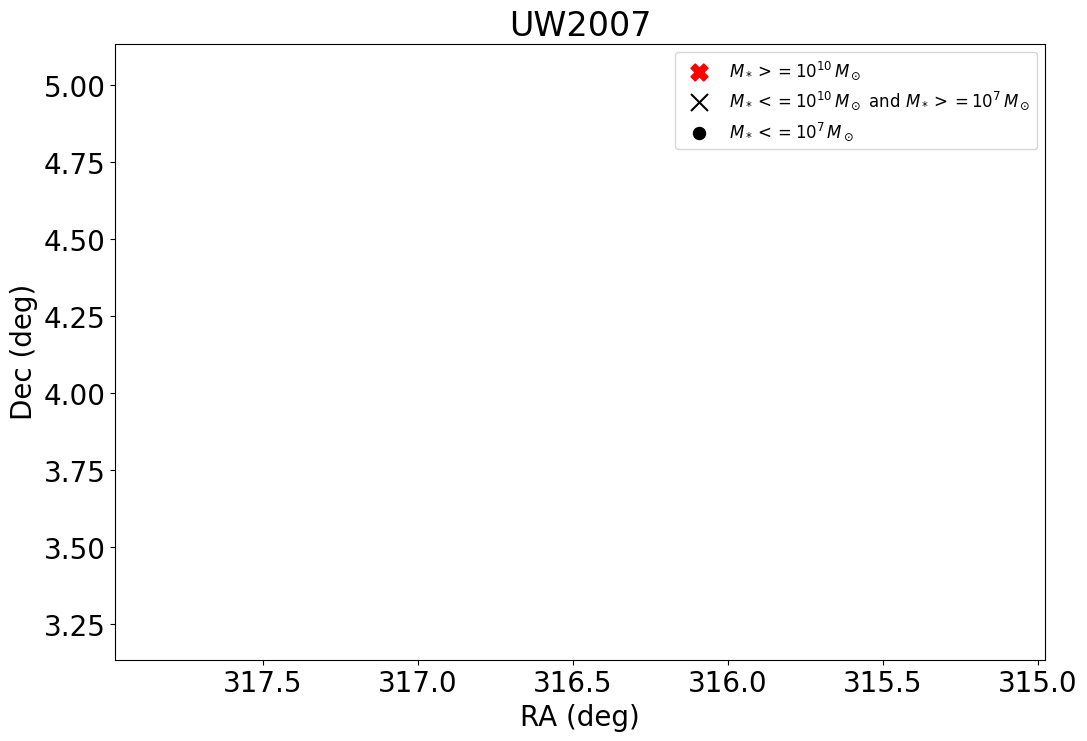 UW2007
M* >= 10^10 M⊙
M* <= 10^10 M⊙ and M* >= 10^7 M⊙
M* <= 10^7 M⊙
Dec (deg)
5.00
4.75
4.50
4.25
4.00
3.75
3.50
3.25
317.5 317.0 316.5 316.0 315.5 315.0
RA (deg)